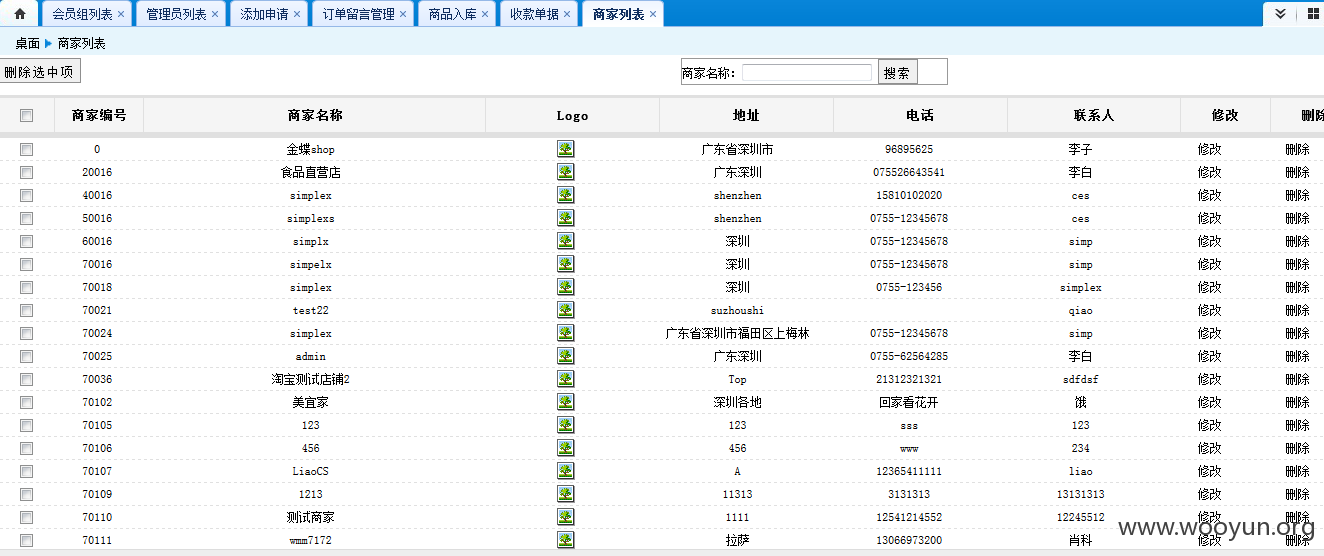 会员组列表 × 管理员列表 × 添加申请 × 订单留言管理 × 商品入库 × 收款单据 × 商家列表 ×
桌面 商家列表
删除选中项 商家名称: 搜索
商家编号 商家名称 Logo 地址 电话 联系人 修改 删除
0 金蝶shop 广东省深圳市 96895625 李子 修改 删除
20016 食品直营店 广东深圳 075526643541 李白 修改 删除
40016 simplex shenzhen 15810102020 ces 修改 删除
50016 simplexs shenzhen 0755-12345678 ces 修改 删除
60016 simplx 深圳 0755-12345678 simp 修改 删除
70016 simpelx 深圳 0755-12345678 simp 修改 删除
70018 simplex 深圳 0755-123456 simplex 修改 删除
70021 test22 suzhoushi qiao 修改 删除
70024 simplex 广东省深圳市福田区上梅林 0755-12345678 simp 修改 删除
70025 admin 广东深圳 0755-62564285 李白 修改 删除
70036 淘宝测试店铺2 Top 21312321321 sdfdsf 修改 删除
70102 美宜家 深圳各地 回家看花开 饿 修改 删除
70105 123 123 sss 123 修改 删除
70106 456 456 www 234 修改 删除
70107 LiaoCS A 12365411111 liao 修改 删除
70109 1213 11313 3131313 13131313 修改 删除
70110 测试商家 1111 12541214552 12245512 修改 删除
70111 wmm7172 拉萨 13066973200 肖科 修改 删除
www.wooyun.org